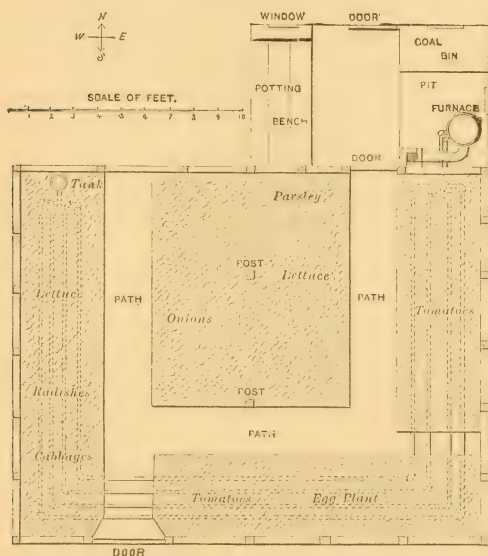 N
W E
S
SCALE OF FEET.
1 2 3 4 5 6 7 8 9 10
WINDOW
DOOR
COAL
BIN
POTTING
BENCH
PIT
FURNACE
DOOR
Tank
Parsley
Lettuce
POST
Lettuce
PATH
PATH
Tomatoes
Onions
Radishes
POST
PATH
Cabbages
Tomatoes
Egg Plant
DOOR